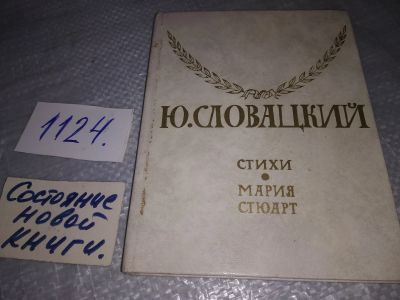 1124.
Состояние
новой
книги.
Ю.СЛОВАЦКИЙ
СТИХИ
•
МАРИЯ
СТЮАРТ